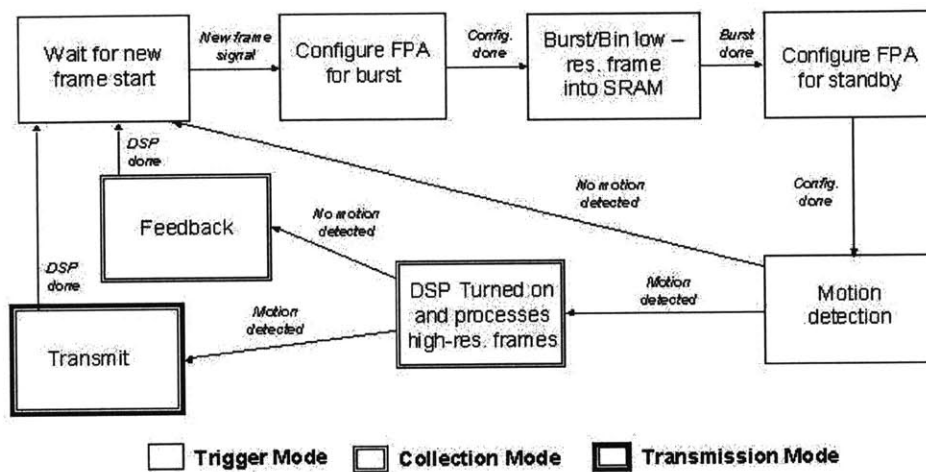 Wait for new
frame start
New frame
signal
Configure FPA
for burst
Config.
done
Burst/Bin low –
res. frame
into SRAM
Burst
done
Configure FPA
for standby
DSP
done
Feedback
No motion
detected
No motion
detected
Config.
done
DSP
done
Transmit
Motion
detected
DSP Turned on
and processes
high-res. frames
Motion
detected
Motion
detection
Trigger Mode
Collection Mode
Transmission Mode